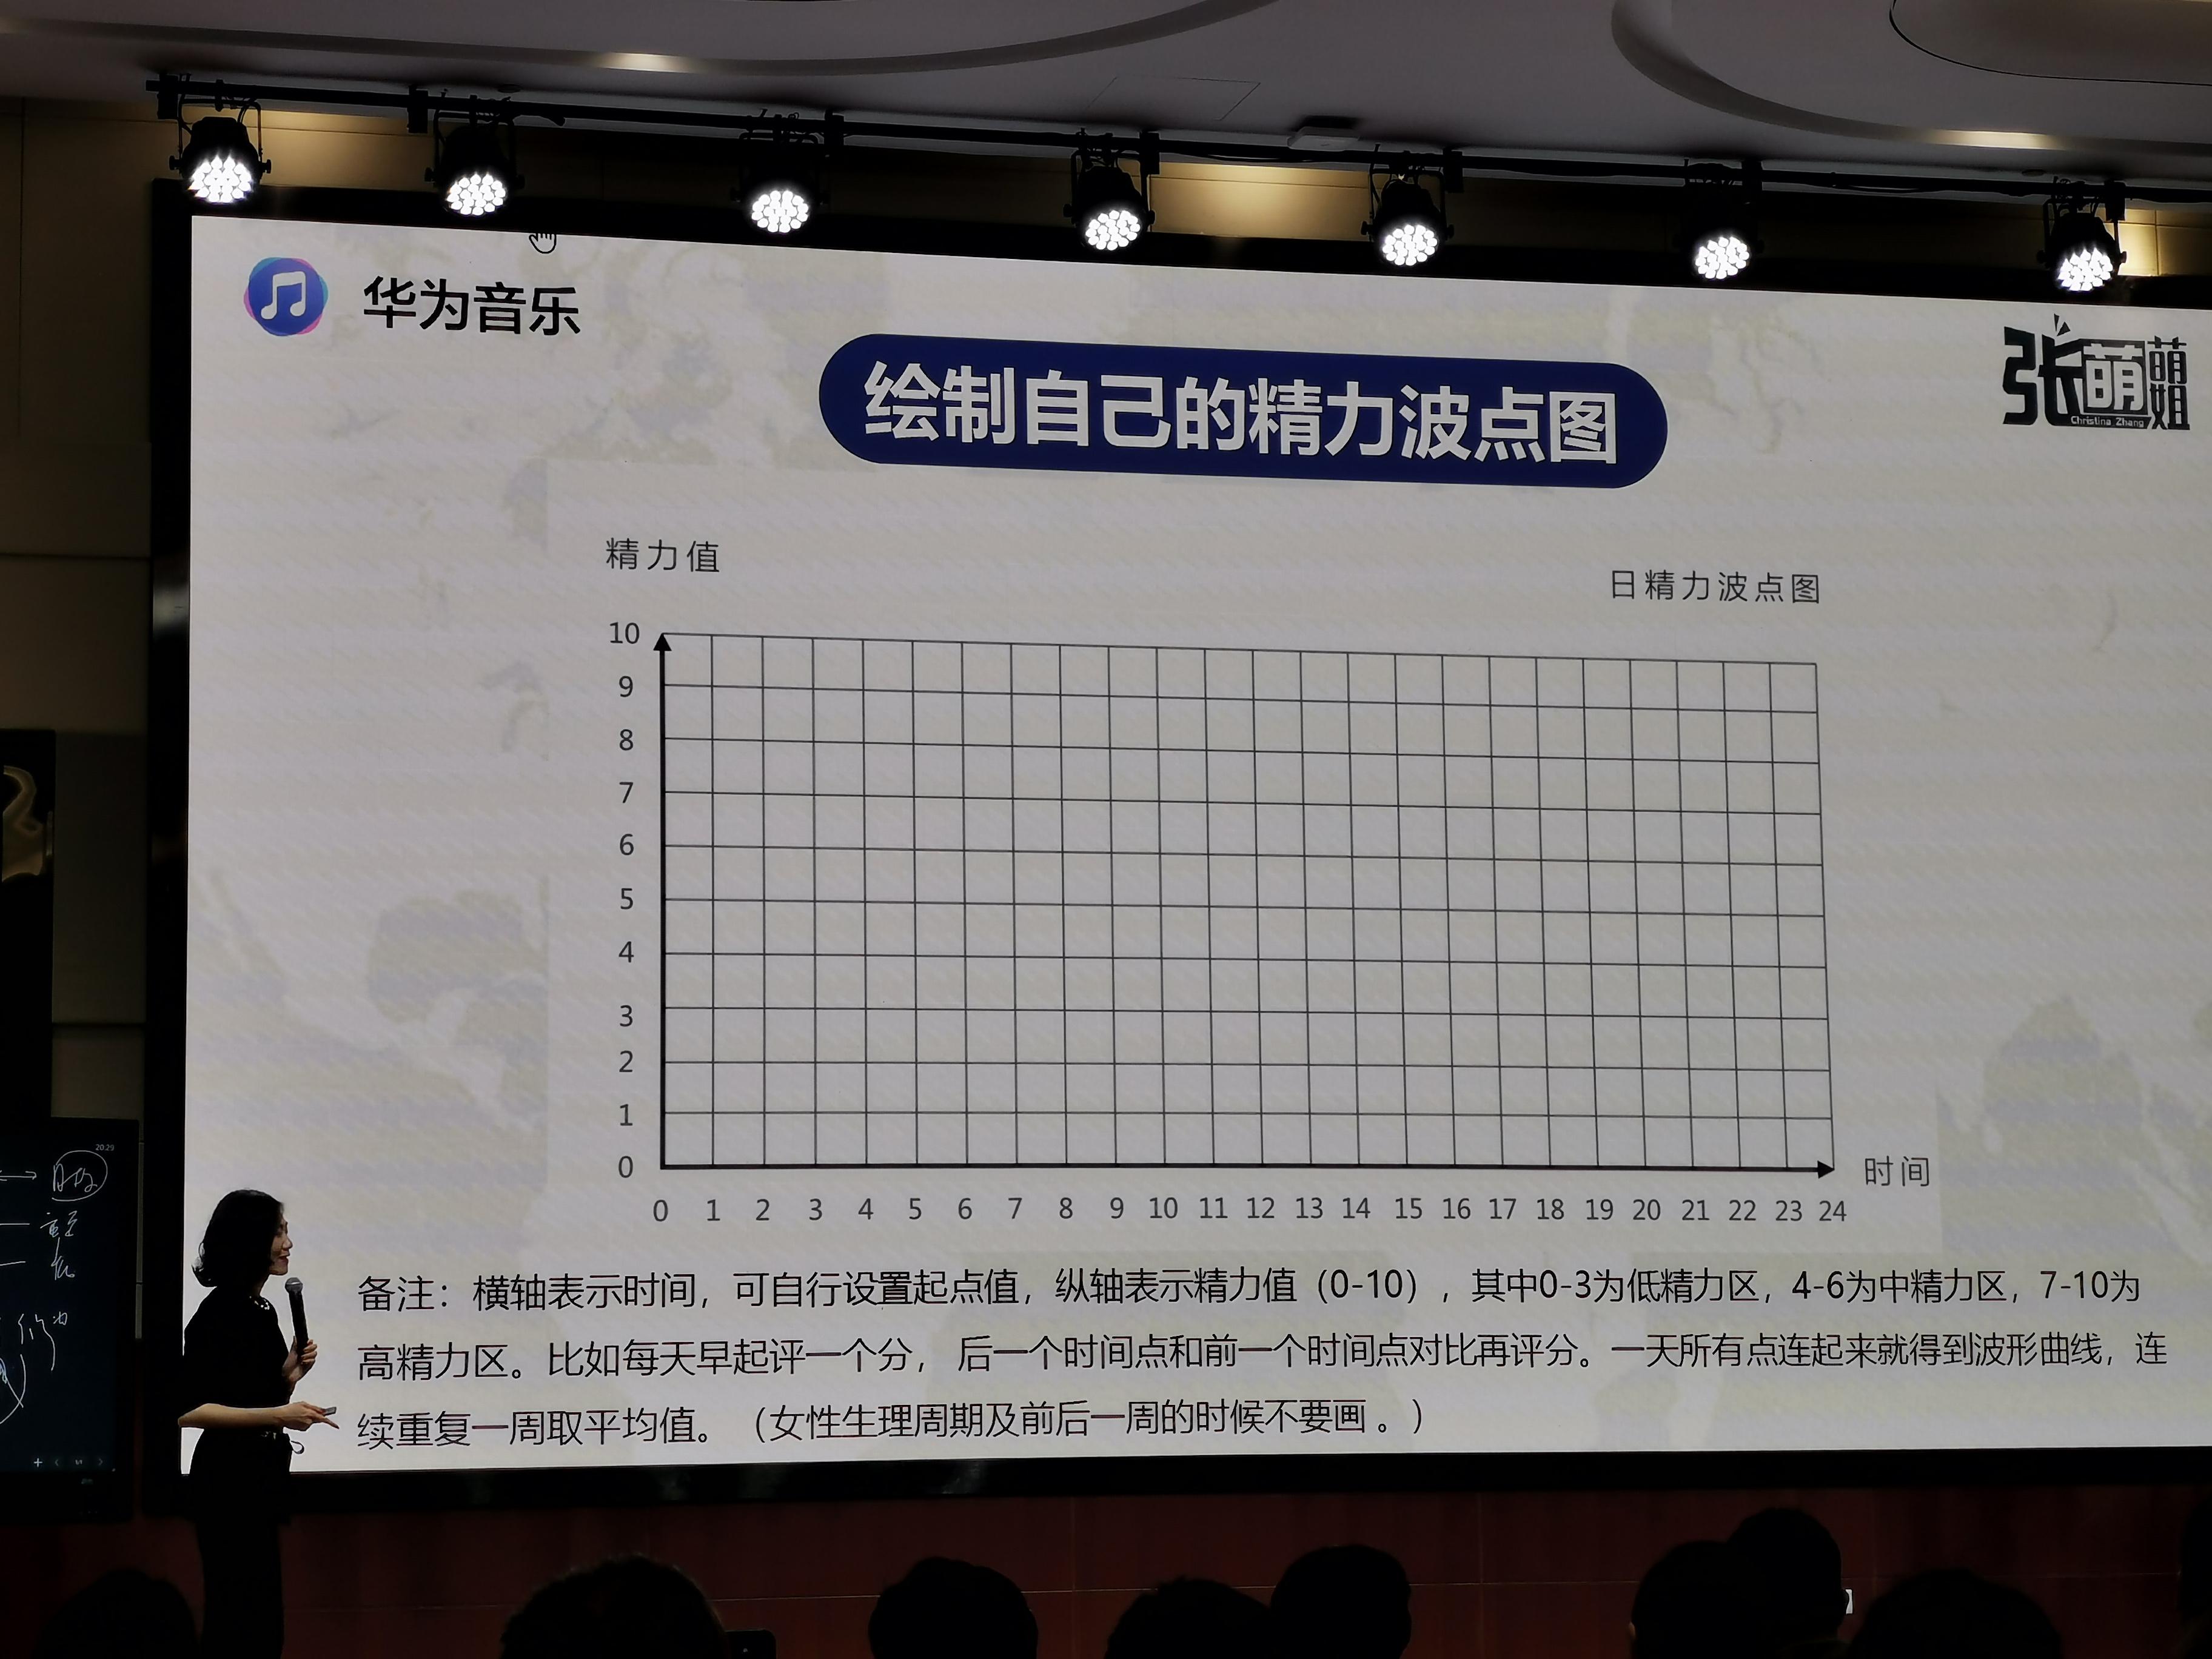 华为音乐
张萌萌姐
Christina Zhang
绘制自己的精力波点图
精力值
日精力波点图
10
9
8
7
6
5
4
3
2
1
0
0 1 2 3 4 5 6 7 8 9 10 11 12 13 14 15 16 17 18 19 20 21 22 23 24
时间
备注：横轴表示时间，可自行设置起点值，纵轴表示精力值（0-10），其中0-3为低精力区，4-6为中精力区，7-10为
高精力区。比如每天早起评一个分， 后一个时间点和前一个时间点对比再评分。一天所有点连起来就得到波形曲线，连
续重复一周取平均值。（女性生理周期及前后一周的时候不要画 。）
20:29